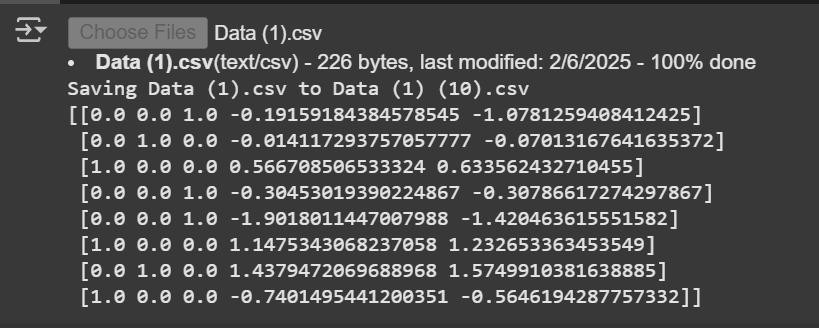 Choose Files Data (1).csv
• Data (1).csv(text/csv) - 226 bytes, last modified: 2/6/2025 - 100% done
Saving Data (1).csv to Data (1) (10).csv
[[0.0 0.0 1.0 -0.19159184384578545 -1.0781259408412425]
 [0.0 1.0 0.0 -0.014117293757057777 -0.07013167641635372]
 [1.0 0.0 0.0 0.566708506533324 0.633562432710455]
 [0.0 0.0 1.0 -0.30453019390224867 -0.30786617274297867]
 [0.0 0.0 1.0 -1.9018011447007988 -1.420463615551582]
 [1.0 0.0 0.0 1.1475343068237058 1.232653363453549]
 [0.0 1.0 0.0 1.4379472069688968 1.5749910381638885]
 [1.0 0.0 0.0 -0.7401495441200351 -0.5646194287757332]]